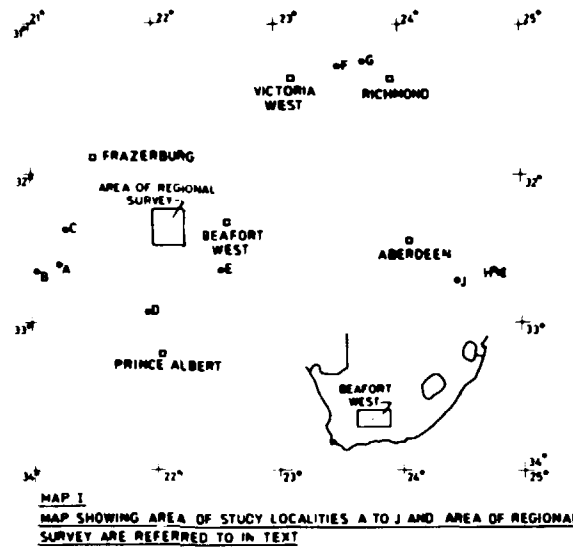 21° 22° 23° 24° 25°
31°
F G
VICTORIA WEST
RICHMOND
FRAZERBURG
32° 32°
AREA OF REGIONAL SURVEY
C
BEAFORT WEST
ABERDEEN
B A
E
J
D
33° 33°
PRINCE ALBERT
BEAFORT WEST
34° 22° 23° 24° 34° 25°
MAP I
MAP SHOWING AREA OF STUDY LOCALITIES A TO J AND AREA OF REGIONAL
SURVEY ARE REFERRED TO IN TEXT